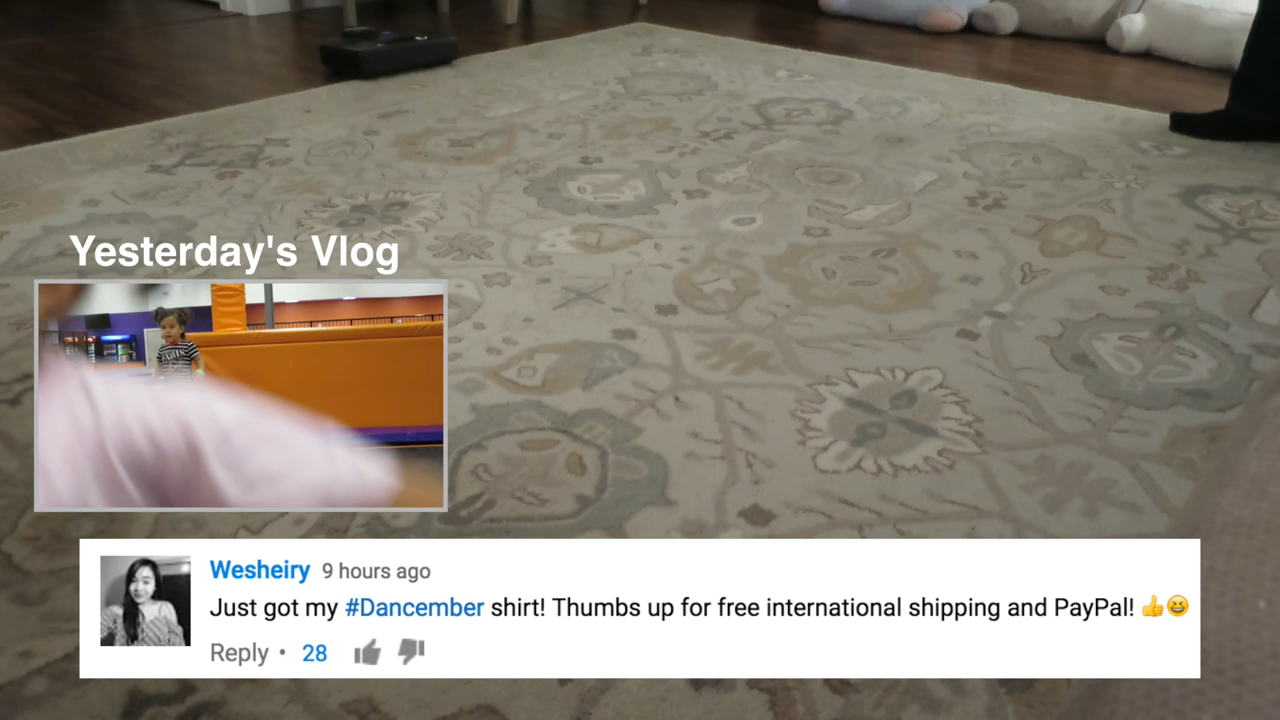 Yesterday's Vlog
PARIS
Wesheiry 9 hours ago
Just got my #Dancember shirt! Thumbs up for free international shipping and PayPal! 👍😆
Reply • 28